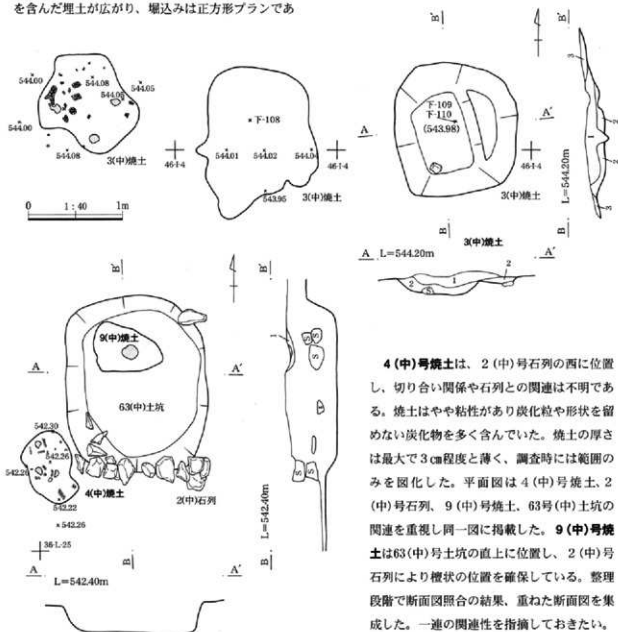 を含んだ埋土が広がり、堀込みは正方形プランであ
544.00
544.08
544.06
544.05
544.00
544.08
3(中)焼土
46-I-4
下-108
544.01
544.02
544.04
46-I-4
543.95
3(中)焼土
B'
下-109
下-110
(543.98)
A
A'
46-I-4
3(中)焼土
B
B'
3
1
2
2
3
L=544.20m
B
0
1:40
1m
3(中)焼土
A
L=544.20m
A'
2
1
2
S
B'
9(中)焼土
A
A'
63(中)土坑
542.30
542.26
542.26
542.22
542.26
4(中)焼土
2(中)石列
36-L-25
B
B'
1
S
S
S
S
S
L=542.40m
B
A
L=542.40m
A'
4(中)号焼土は、2(中)号石列の西に位置
し、切り合い関係や石列との関連は不明であ
る。焼土はやや粘性があり炭化粒や形状を留
めない炭化物を多く含んでいた。焼土の厚さ
は最大で3㎝程度と薄く、調査時には範囲の
みを図化した。平面図は4(中)号焼土、2
(中)号石列、9(中)号焼土、63号(中)土坑の
関連を重視し同一図に掲載した。9(中)号焼
土は63(中)号土坑の直上に位置し、2(中)号
石列により檀状の位置を確保している。整理
段階で断面図照合の結果、重ねた断面図を集
成した。一連の関連性を指摘しておきたい。